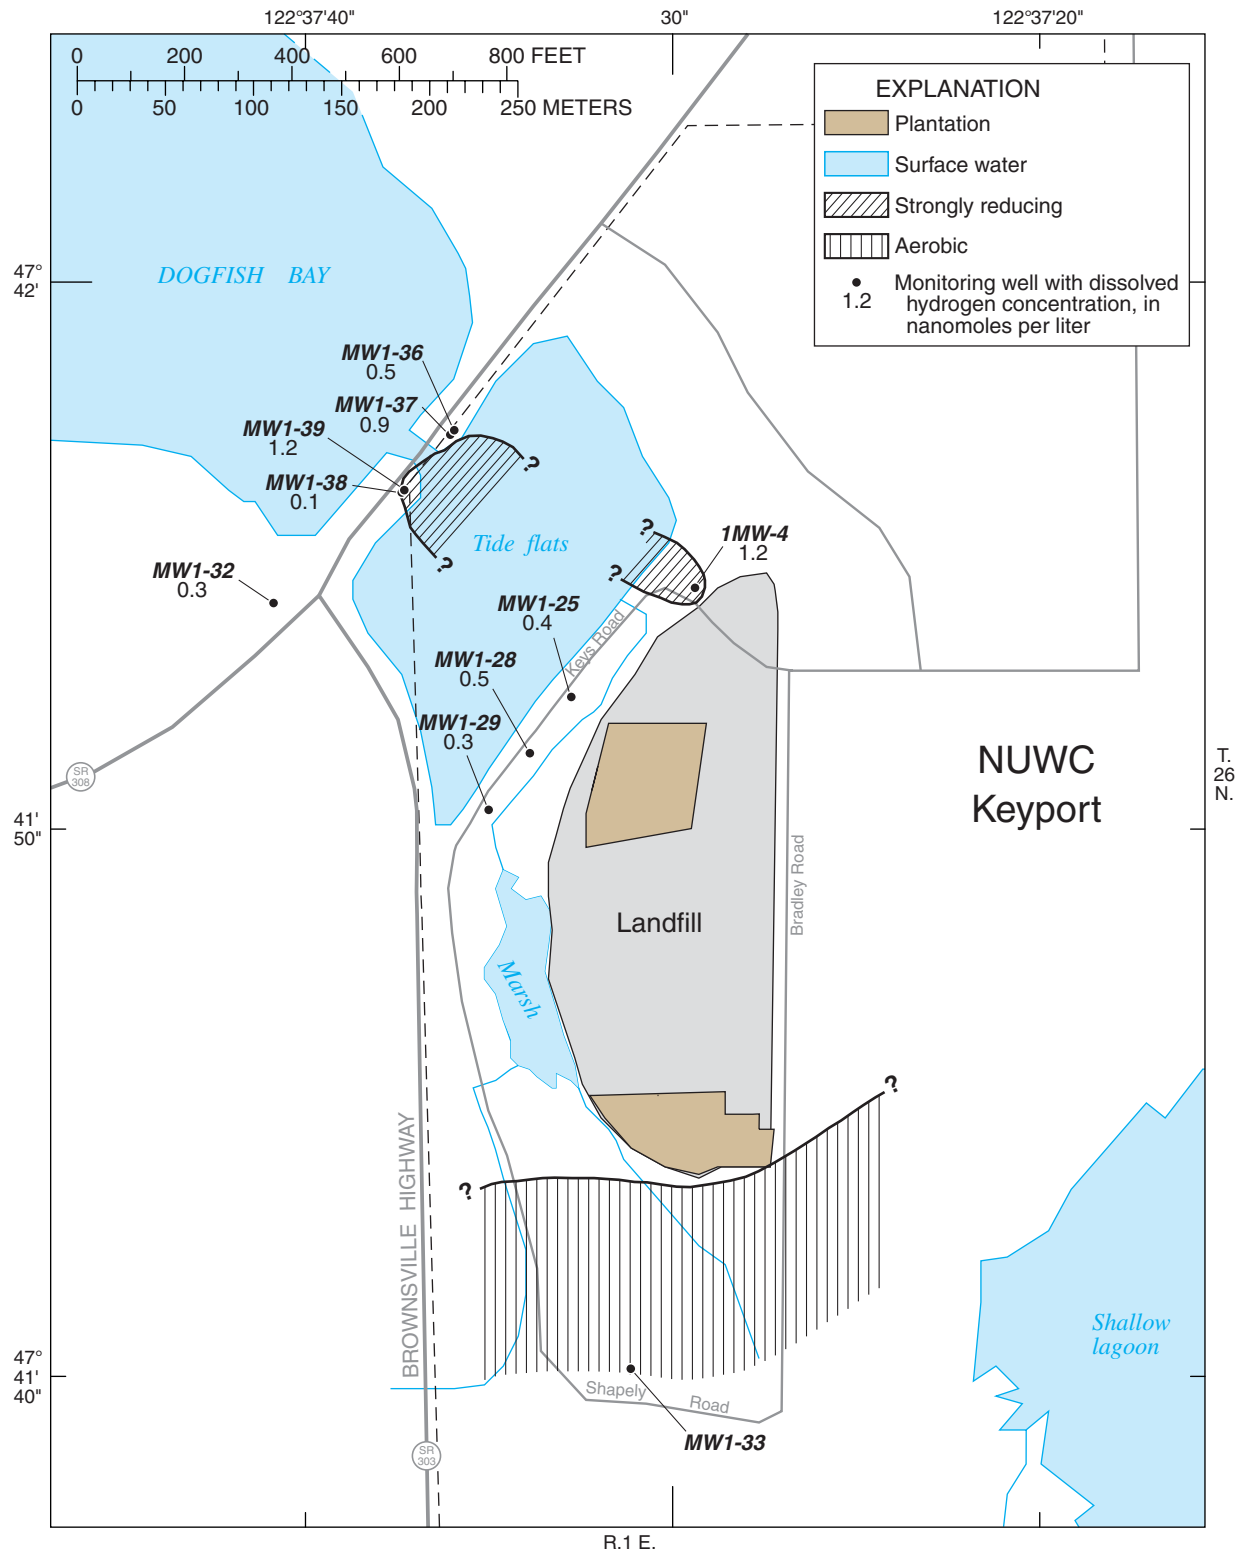 122°37'40"
30"
122°37'20"
0 200 400 600 800 FEET
0 50 100 150 200 250 METERS
EXPLANATION
Plantation
Surface water
Strongly reducing
Aerobic
1.2
Monitoring well with dissolved
hydrogen concentration, in
nanomoles per liter
47°
42'
DOGFISH BAY
MW1-36
0.5
MW1-37
0.9
MW1-39
1.2
MW1-38
0.1
?
?
Tide flats
?
?
1MW-4
1.2
MW1-32
0.3
MW1-25
0.4
Keys Road
MW1-28
0.5
MW1-29
0.3
SR
308
NUWC
Keyport
T.
26
N.
41'
50"
Bradley Road
Landfill
Marsh
?
?
BROWNSVILLE HIGHWAY
Shallow
lagoon
47°
41'
40"
Shapely Road
MW1-33
SR
303
R.1 E.